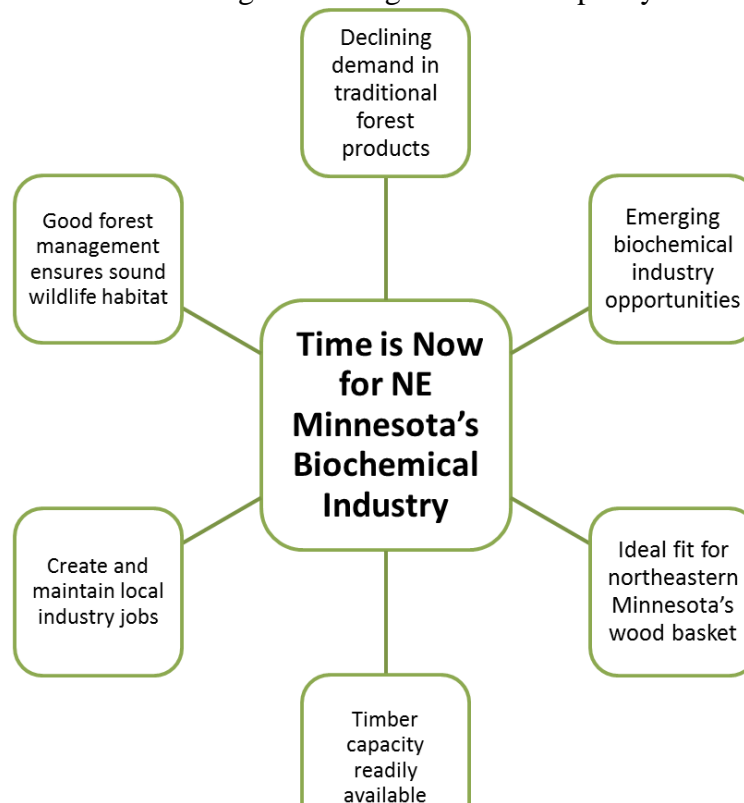 Declining
demand in
traditional
forest
products
Emerging
biochemical
industry
opportunities
Ideal fit for
northeastern
Minnesota's
wood basket
Timber
capacity
readily
available
Create and
maintain local
industry jobs
Good forest
management
ensures sound
wildlife habitat
Time is Now
for NE
Minnesota's
Biochemical
Industry